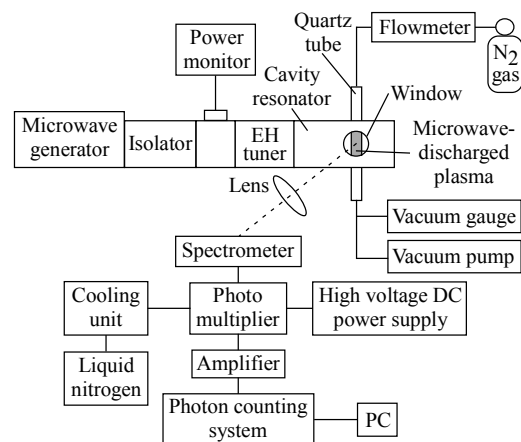 Quartz
tube
Flowmeter
N2
gas
Power
monitor
Cavity
resonator
Window
Microwave
generator
Isolator
EH
tuner
Microwave-
discharged
plasma
Lens
Vacuum gauge
Vacuum pump
Spectrometer
Cooling
unit
Photo
multiplier
High voltage DC
power supply
Liquid
nitrogen
Amplifier
Photon counting
system
PC